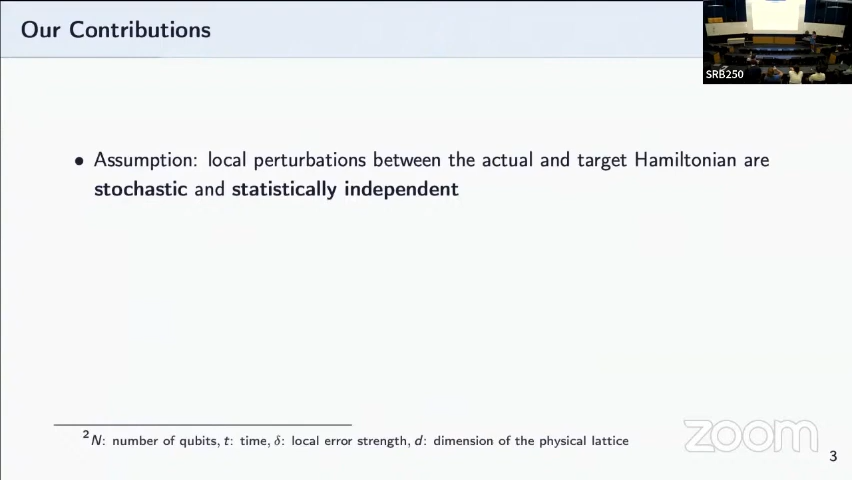 Our Contributions
SRB250
• Assumption: local perturbations between the actual and target Hamiltonian are
stochastic and statistically independent
2N: number of qubits, t: time, δ: local error strength, d: dimension of the physical lattice
zoom
3